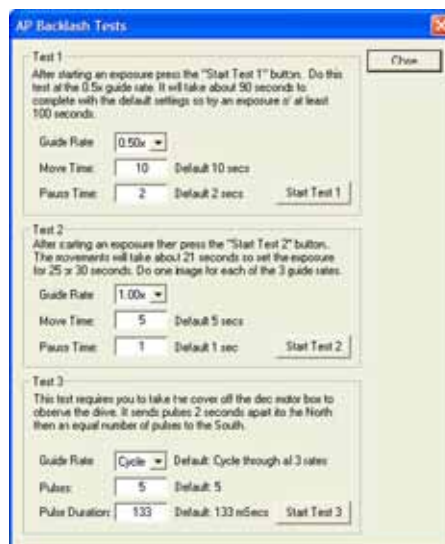 AP Backlash Tests
Close
Test 1
After starting an exposure press the "Start Test 1" button. Do this
test at the 0.5x guide rate. It will take about 90 seconds to
complete with the default settings so try an exposure of at least
100 seconds.
Guide Rate 0.50x
Move Time: 10 Default 10 secs
Pause Time: 2 Default 2 secs Start Test 1
Test 2
After starting an exposure then press the "Start Test 2" button.
The movements will take about 21 seconds so set the exposure
for 25 or 30 seconds. Do one image for each of the 3 guide rates.
Guide Rate 1.00x
Move Time: 5 Default 5 secs
Pause Time: 1 Default 1 sec Start Test 2
Test 3
This test requires you to take the cover off the dec motor box to
observe the drive. It sends pulses 2 seconds apart to the North
then an equal number of pulses to the South.
Guide Rate Cycle Default: Cycle through all 3 rates
Pulses: 5 Default: 5
Pulse Duration: 133 Default: 133 mSecs Start Test 3